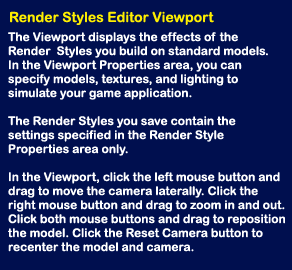 Render Styles Editor Viewport
The Viewport displays the effects of the
Render Styles you build on standard models.
In the Viewport Properties area, you can
specify models, textures, and lighting to
simulate your game application.
The Render Styles you save contain the
settings specified in the Render Style
Properties area only.
In the Viewport, click the left mouse button and
drag to move the camera laterally. Click the
right mouse button and drag to zoom in and out.
Click both mouse buttons and drag to reposition
the model. Click the Reset Camera button to
recenter the model and camera.